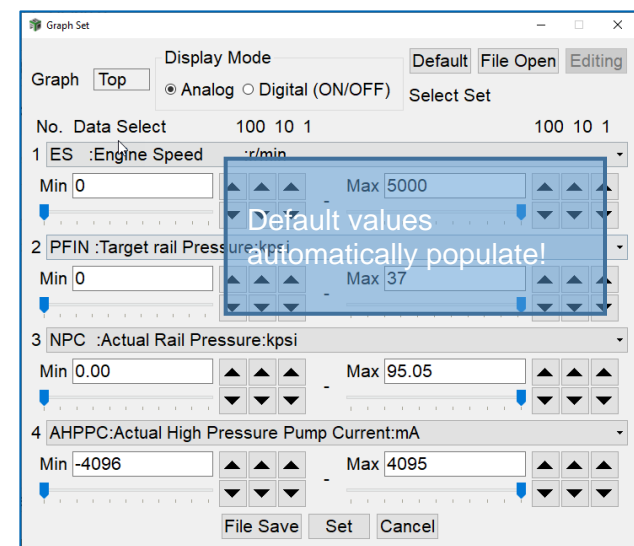 Graph Set
Display Mode
Default File Open Editing
Graph Top
Analog Digital (ON/OFF)
Select Set
No. Data Select 100 10 1 100 10 1
1 ES :Engine Speed :r/min
Min 0 - Max 5000
Default values
automatically populate!
2 PFIN :Target rail Pressure:kpsi
Min 0 - Max 37
3 NPC :Actual Rail Pressure:kpsi
Min 0.00 - Max 95.05
4 AHPPC:Actual High Pressure Pump Current:mA
Min -4096 - Max 4095
File Save Set Cancel